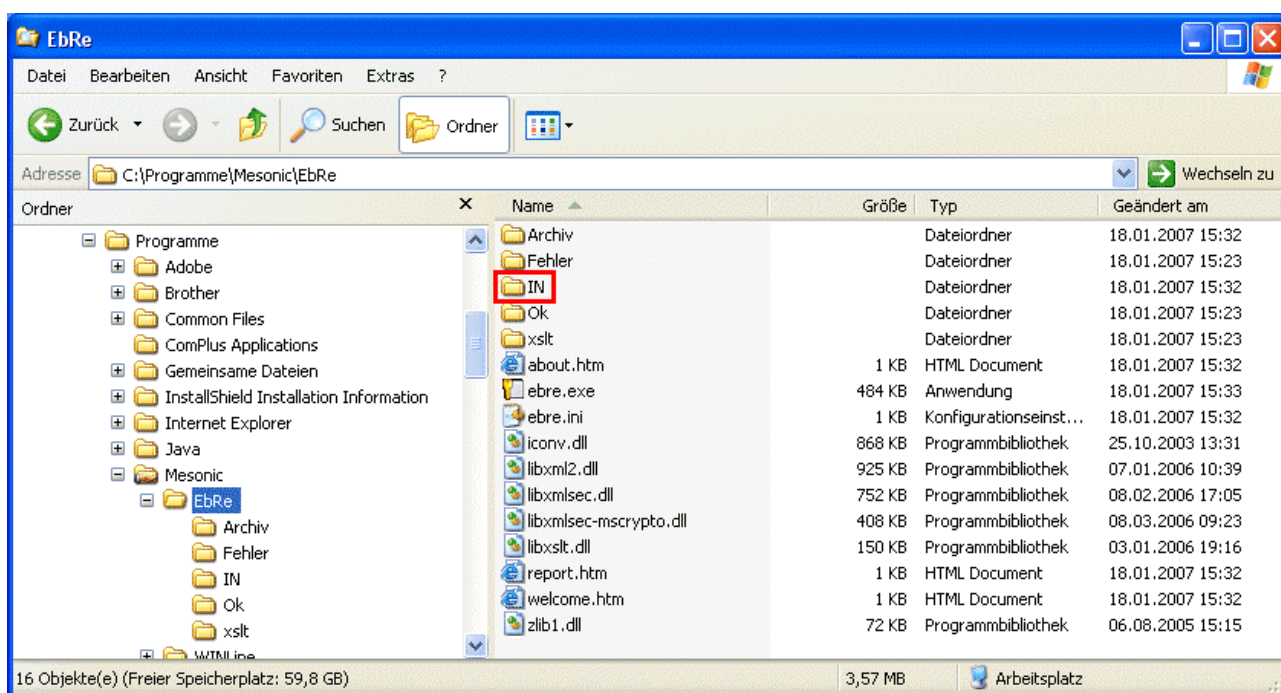 EbRe
Datei Bearbeiten Ansicht Favoriten Extras ?
Zurück Suchen Ordner
Adresse C:\Programme\Mesonic\EbRe Wechseln zu
Ordner
Programme
Adobe
Brother
Common Files
ComPlus Applications
Gemeinsame Dateien
InstallShield Installation Information
Internet Explorer
Java
Mesonic
EbRe
Archiv
Fehler
IN
Ok
xslt
WINLine
Name Größe Typ Geändert am
Archiv Dateiordner 18.01.2007 15:32
Fehler Dateiordner 18.01.2007 15:23
IN Dateiordner 18.01.2007 15:32
Ok Dateiordner 18.01.2007 15:23
xslt Dateiordner 18.01.2007 15:23
about.htm 1 KB HTML Document 18.01.2007 15:32
ebre.exe 484 KB Anwendung 18.01.2007 15:33
ebre.ini 1 KB Konfigurationseinst... 18.01.2007 15:32
iconv.dll 868 KB Programmbibliothek 25.10.2003 13:31
libxml2.dll 925 KB Programmbibliothek 07.01.2006 10:39
libxmlsec.dll 752 KB Programmbibliothek 08.02.2006 17:05
libxmlsec-mscrypto.dll 408 KB Programmbibliothek 08.03.2006 09:23
libxslt.dll 150 KB Programmbibliothek 03.01.2006 19:16
report.htm 1 KB HTML Document 18.01.2007 15:32
welcome.htm 1 KB HTML Document 18.01.2007 15:32
zlib1.dll 72 KB Programmbibliothek 06.08.2005 15:15
16 Objekte(e) (Freier Speicherplatz: 59,8 GB) 3,57 MB Arbeitsplatz